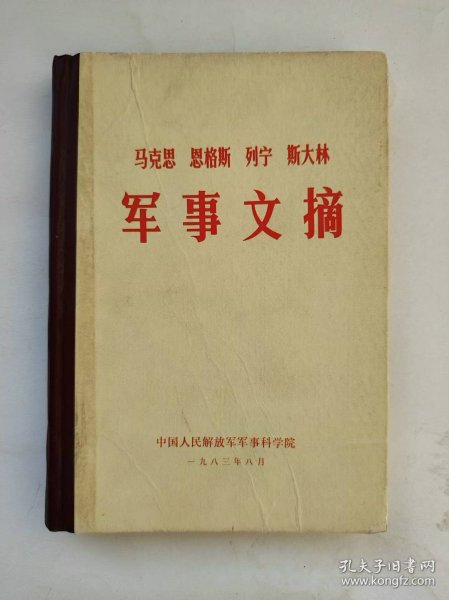 马克思 恩格斯 列宁 斯大林
军事文摘
中国人民解放军军事科学院
一九八三年八月
孔夫子旧书网
www.kongfz.com